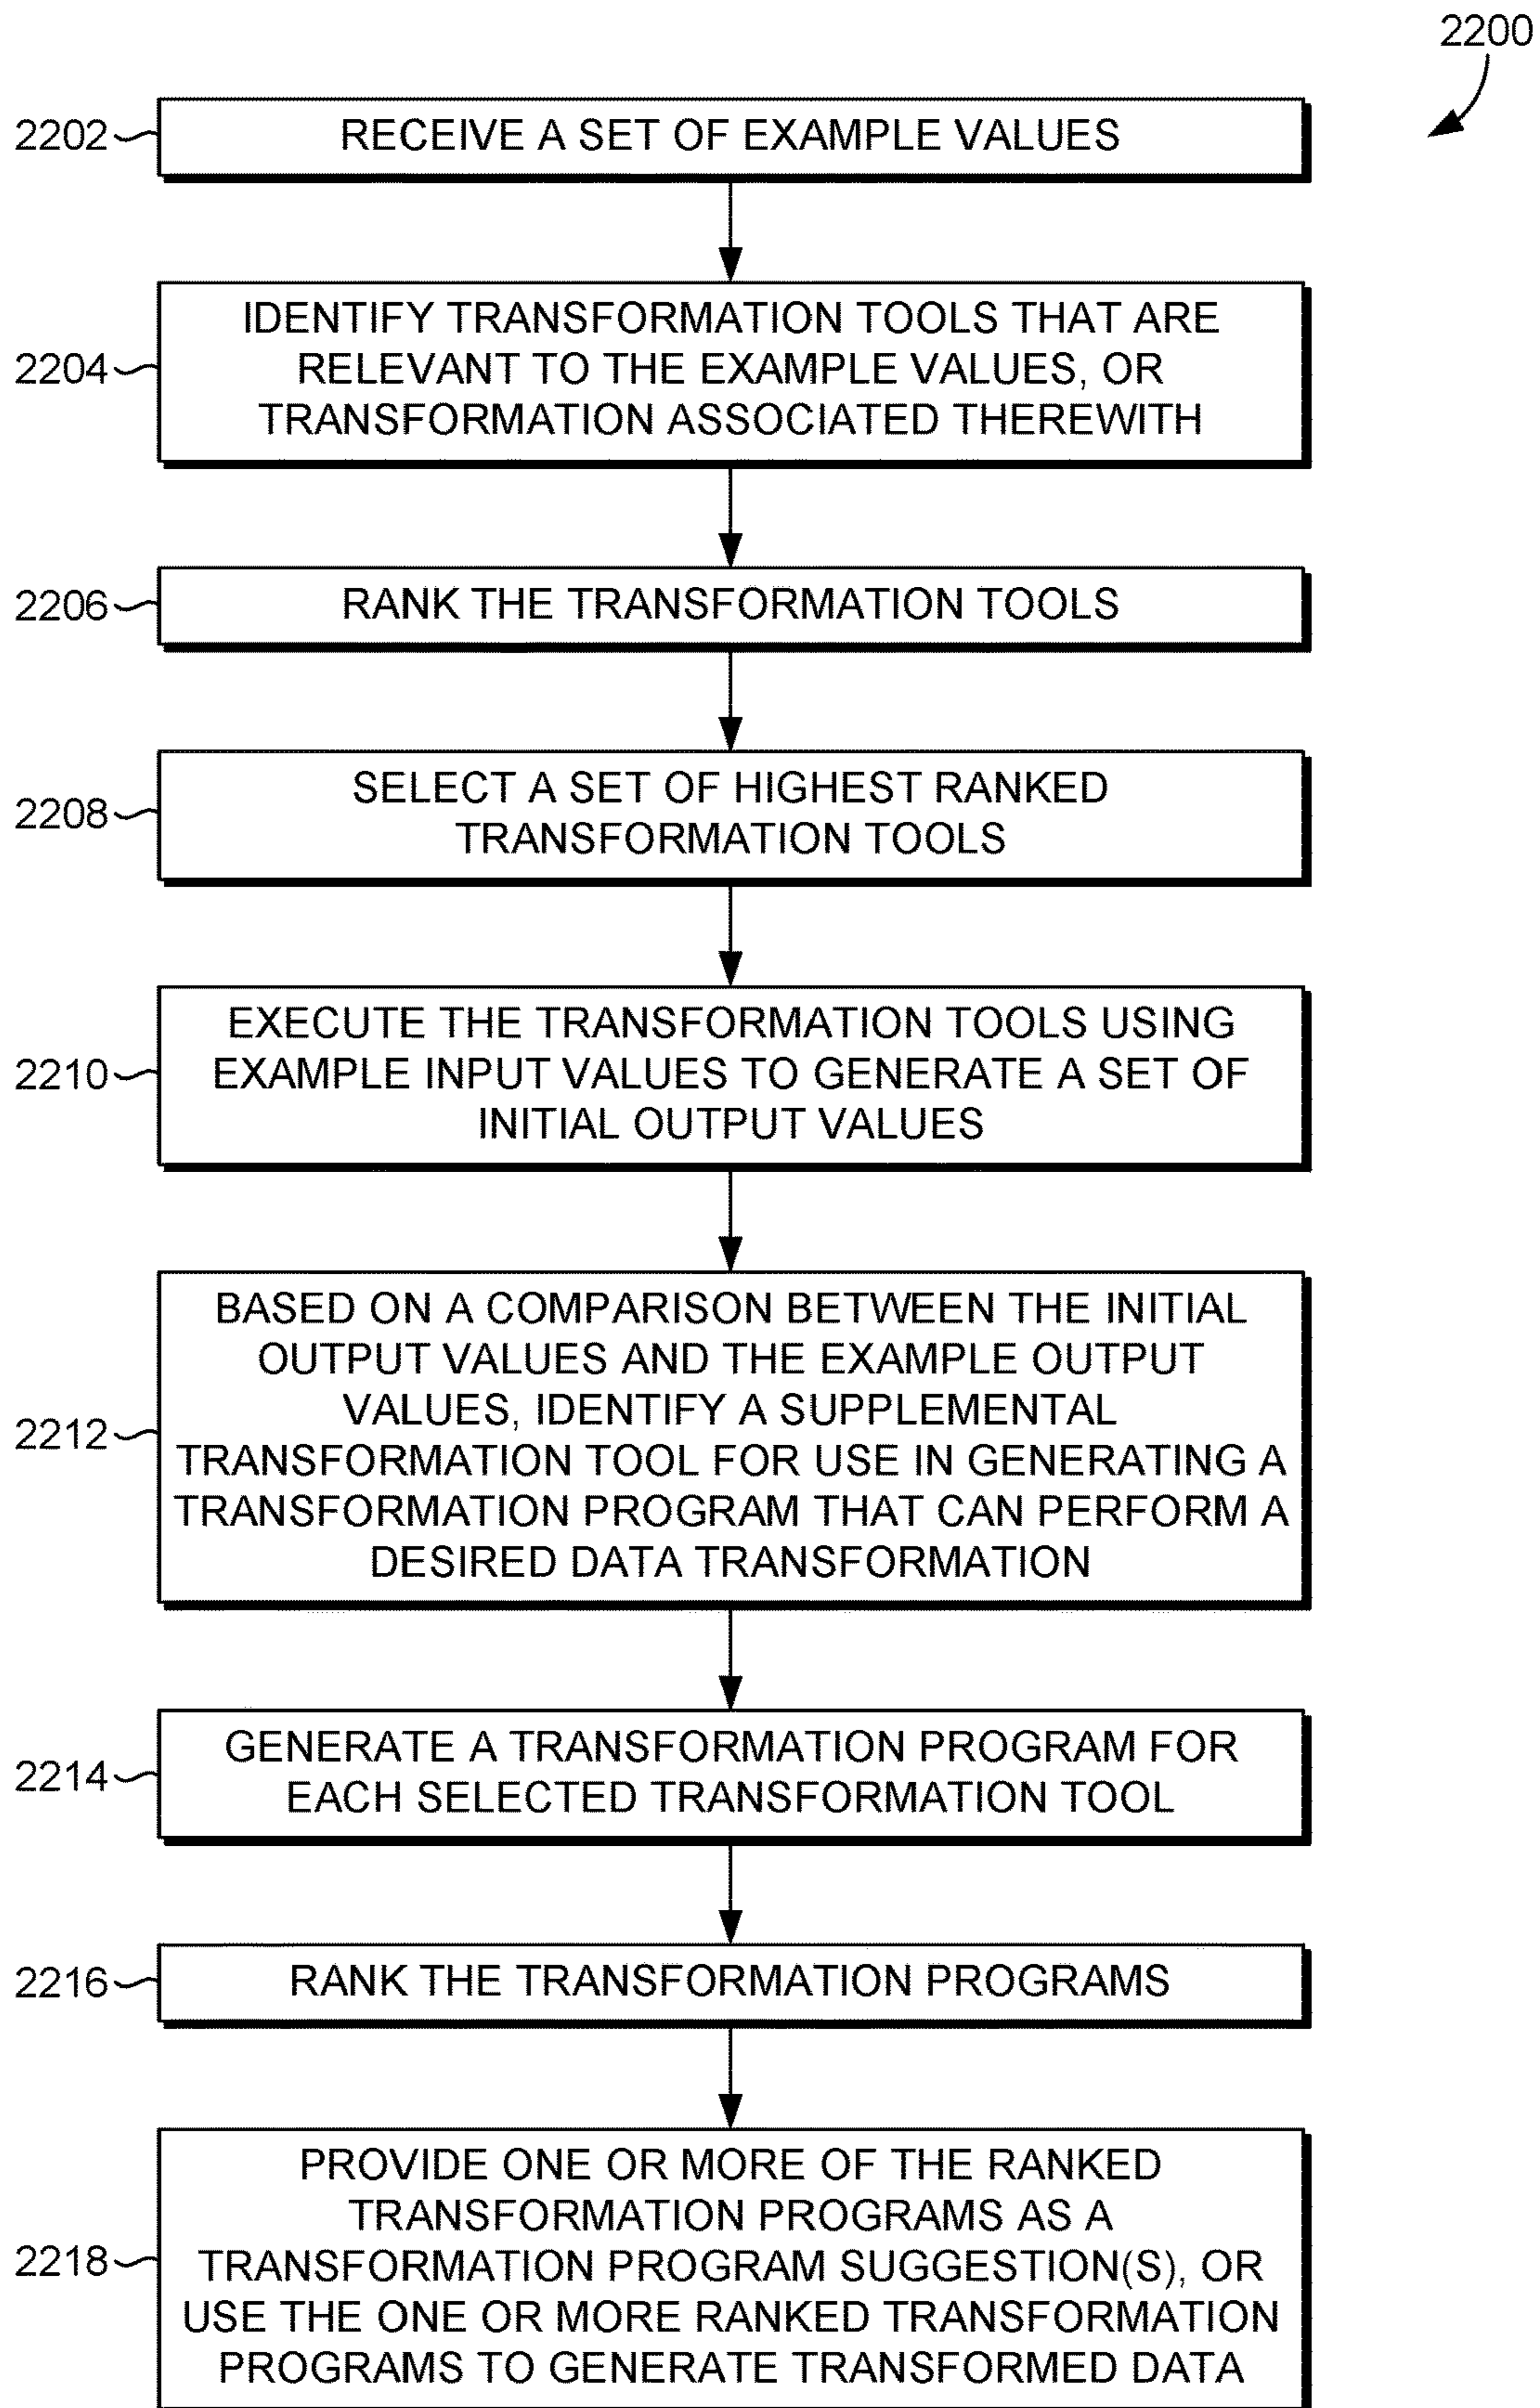 2200
2202
RECEIVE A SET OF EXAMPLE VALUES
2204
IDENTIFY TRANSFORMATION TOOLS THAT ARE
RELEVANT TO THE EXAMPLE VALUES, OR
TRANSFORMATION ASSOCIATED THEREWITH
2206
RANK THE TRANSFORMATION TOOLS
2208
SELECT A SET OF HIGHEST RANKED
TRANSFORMATION TOOLS
2210
EXECUTE THE TRANSFORMATION TOOLS USING
EXAMPLE INPUT VALUES TO GENERATE A SET OF
INITIAL OUTPUT VALUES
2212
BASED ON A COMPARISON BETWEEN THE INITIAL
OUTPUT VALUES AND THE EXAMPLE OUTPUT
VALUES, IDENTIFY A SUPPLEMENTAL
TRANSFORMATION TOOL FOR USE IN GENERATING A
TRANSFORMATION PROGRAM THAT CAN PERFORM A
DESIRED DATA TRANSFORMATION
2214
GENERATE A TRANSFORMATION PROGRAM FOR
EACH SELECTED TRANSFORMATION TOOL
2216
RANK THE TRANSFORMATION PROGRAMS
2218
PROVIDE ONE OR MORE OF THE RANKED
TRANSFORMATION PROGRAMS AS A
TRANSFORMATION PROGRAM SUGGESTION(S), OR
USE THE ONE OR MORE RANKED TRANSFORMATION
PROGRAMS TO GENERATE TRANSFORMED DATA